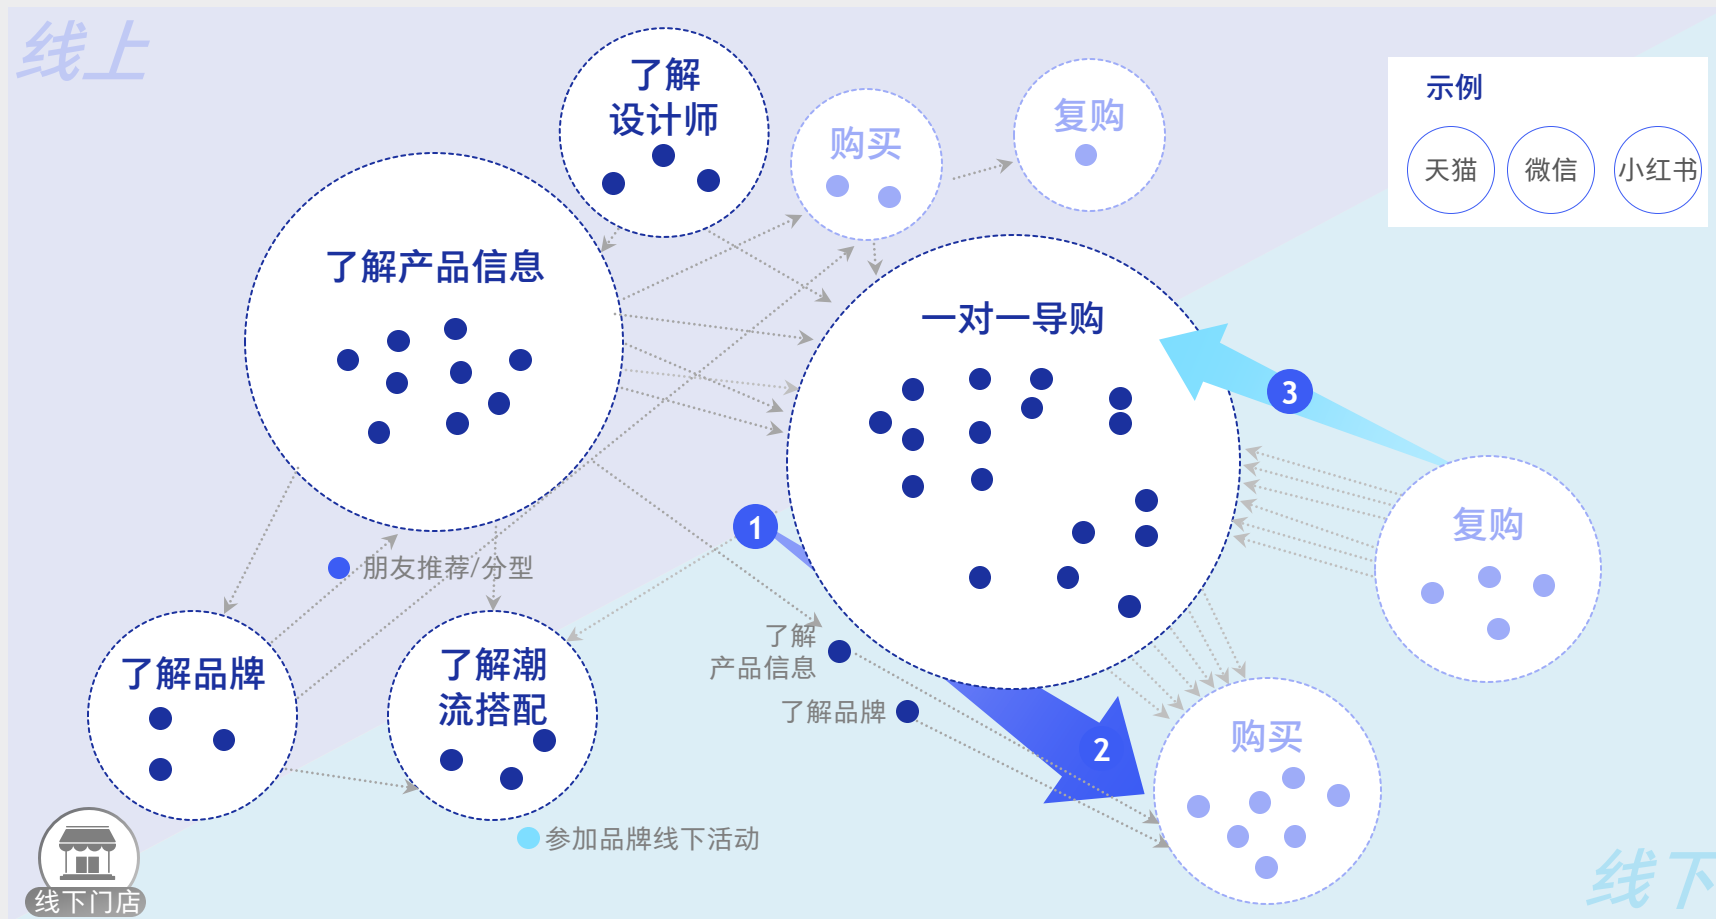 线上
了解
设计师
购买
复购
示例
天猫
微信
小红书
了解产品信息
一对一导购
3
1
复购
朋友推荐/分型
了解品牌
了解潮
流搭配
了解
产品信息
了解品牌
2
购买
参加品牌线下活动
线下门店
线下